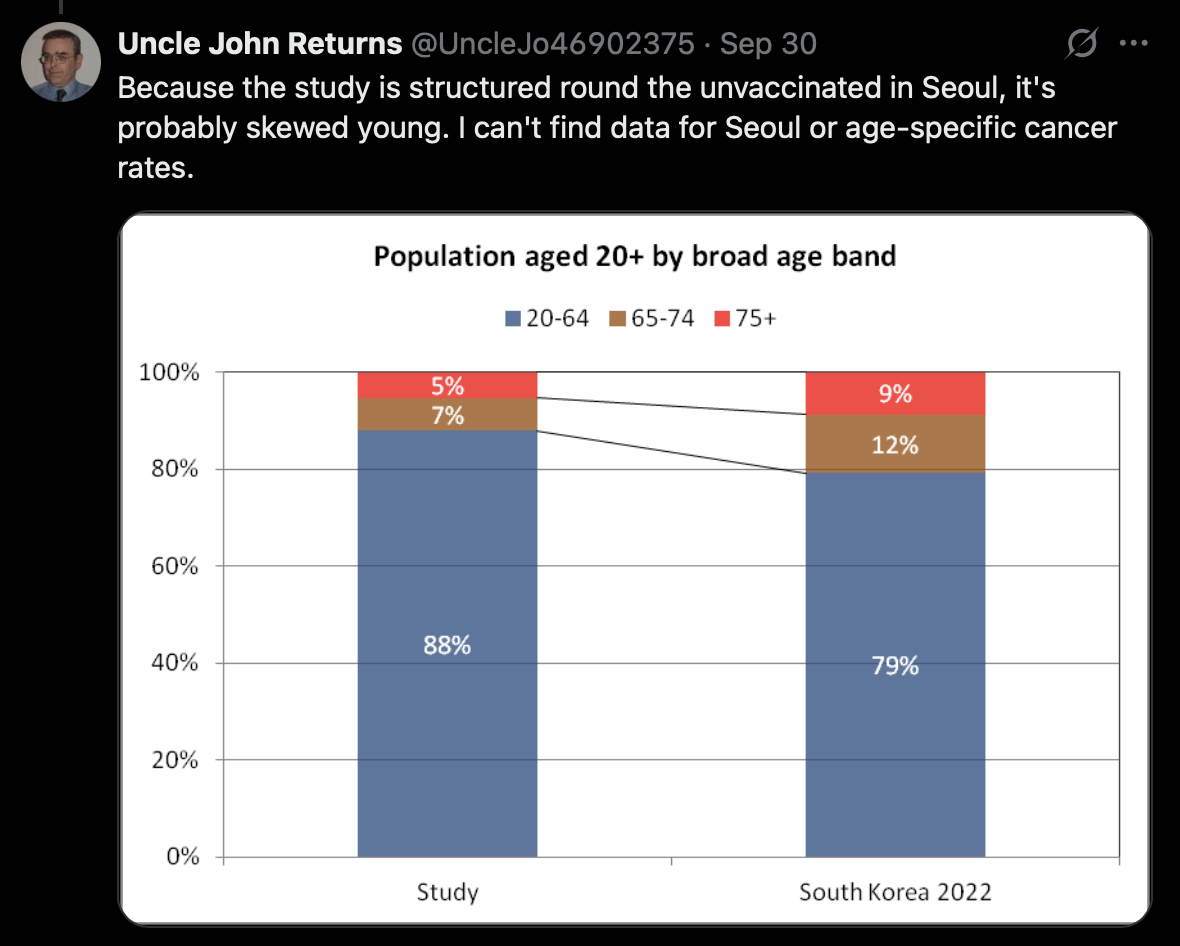 Uncle John Returns @UncleJo46902375 · Sep 30
Because the study is structured round the unvaccinated in Seoul, it's
probably skewed young. I can't find data for Seoul or age-specific cancer
rates.
Population aged 20+ by broad age band
20-64 65-74 75+
100%
5%
9%
7%
12%
80%
60%
88%
79%
40%
20%
0%
Study
South Korea 2022